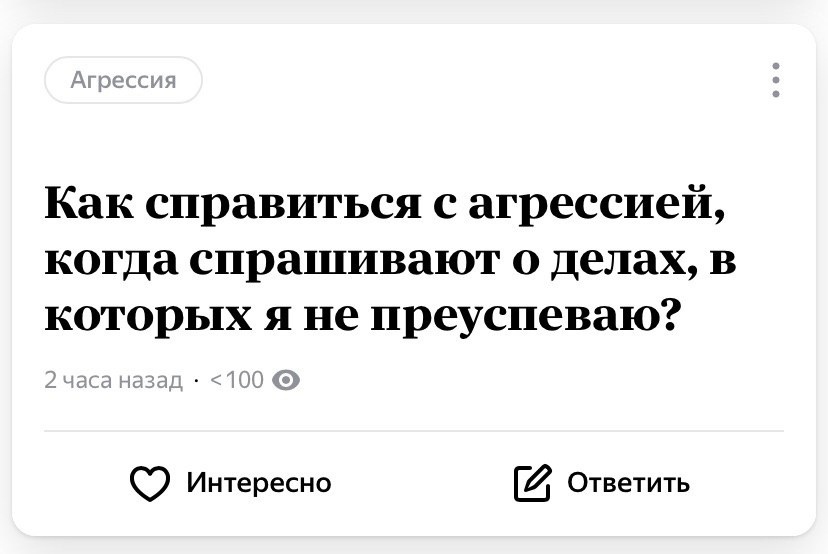 Агрессия
Как справиться с агрессией,
когда спрашивают о делах, в
которых я не преуспеваю?
2 часа назад · <100
Интересно
Ответить